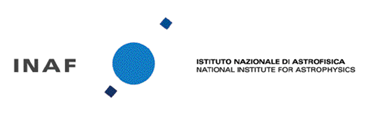 INAF
ISTITUTO NAZIONALE DI ASTROFISICA
NATIONAL INSTITUTE FOR ASTROPHYSICS